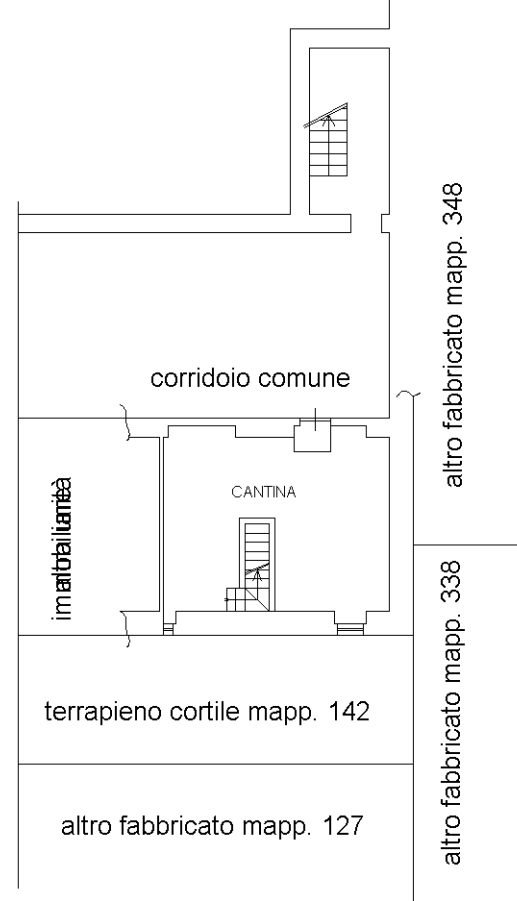 altro fabbricato mapp. 348
corridoio comune
CANTINA
altro fabbricato mapp. 338
terrapieno cortile mapp. 142
altro fabbricato mapp. 127